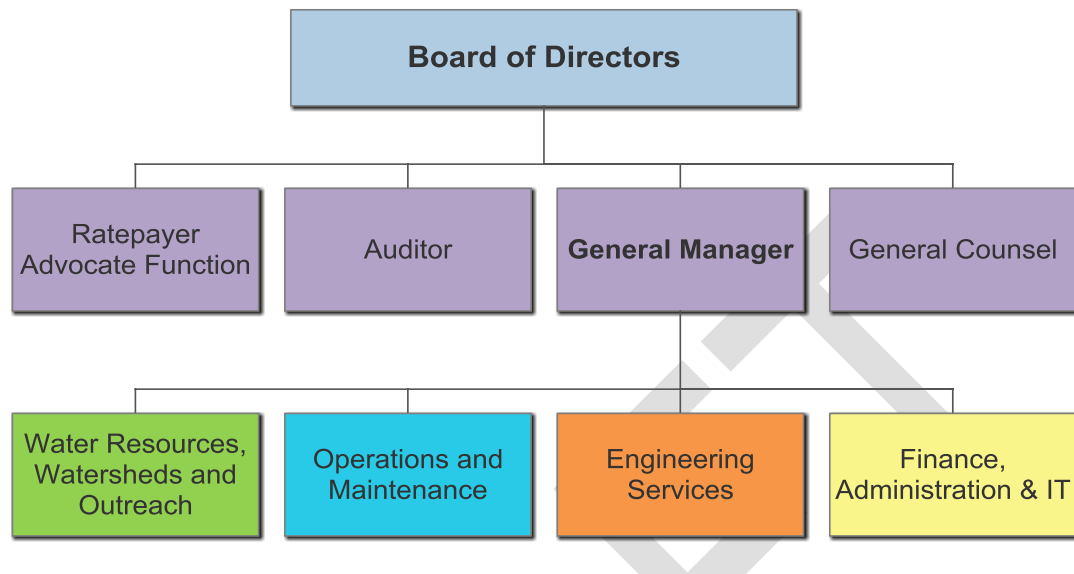 Board of Directors
Ratepayer
Advocate Function
Auditor
General Manager
General Counsel
Water Resources,
Watersheds and
Outreach
Operations and
Maintenance
Engineering
Services
Finance,
Administration & IT